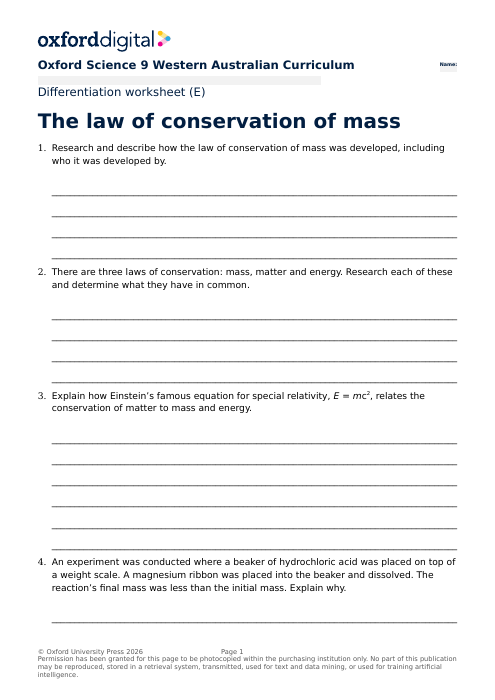 oxforddigital
Oxford Science 9 Western Australian Curriculum
Name:
Differentiation worksheet (E)
The law of conservation of mass
1. Research and describe how the law of conservation of mass was developed, including
who it was developed by.
2. There are three laws of conservation: mass, matter and energy. Research each of these
and determine what they have in common.
3. Explain how Einstein’s famous equation for special relativity, E = mc², relates the
conservation of matter to mass and energy.
4. An experiment was conducted where a beaker of hydrochloric acid was placed on top of
a weight scale. A magnesium ribbon was placed into the beaker and dissolved. The
reaction’s final mass was less than the initial mass. Explain why.
© Oxford University Press 2026 Page 1
Permission has been granted for this page to be photocopied within the purchasing institution only. No part of this publication
may be reproduced, stored in a retrieval system, transmitted, used for text and data mining, or used for training artificial
intelligence.